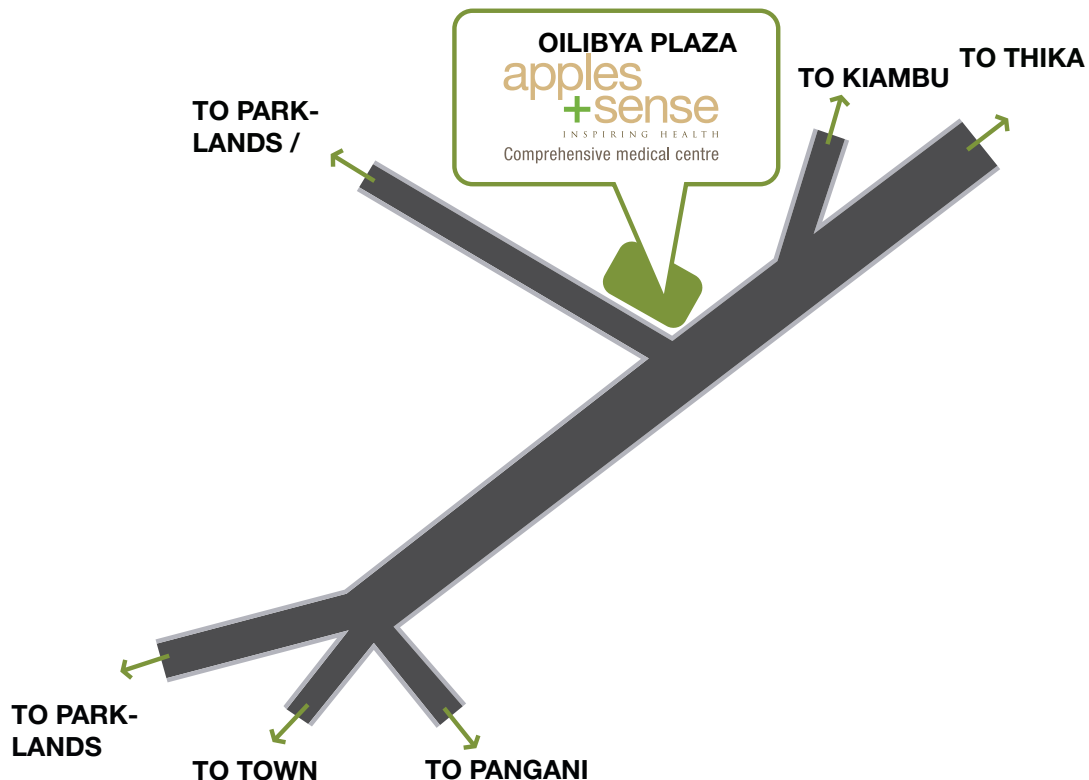 OILIBYA PLAZA
apples
+sense
INSPIRING HEALTH
Comprehensive medical centre
TO KIAMBU
TO THIKA
TO PARK-
LANDS /
TO PARK-
LANDS
TO TOWN
TO PANGANI